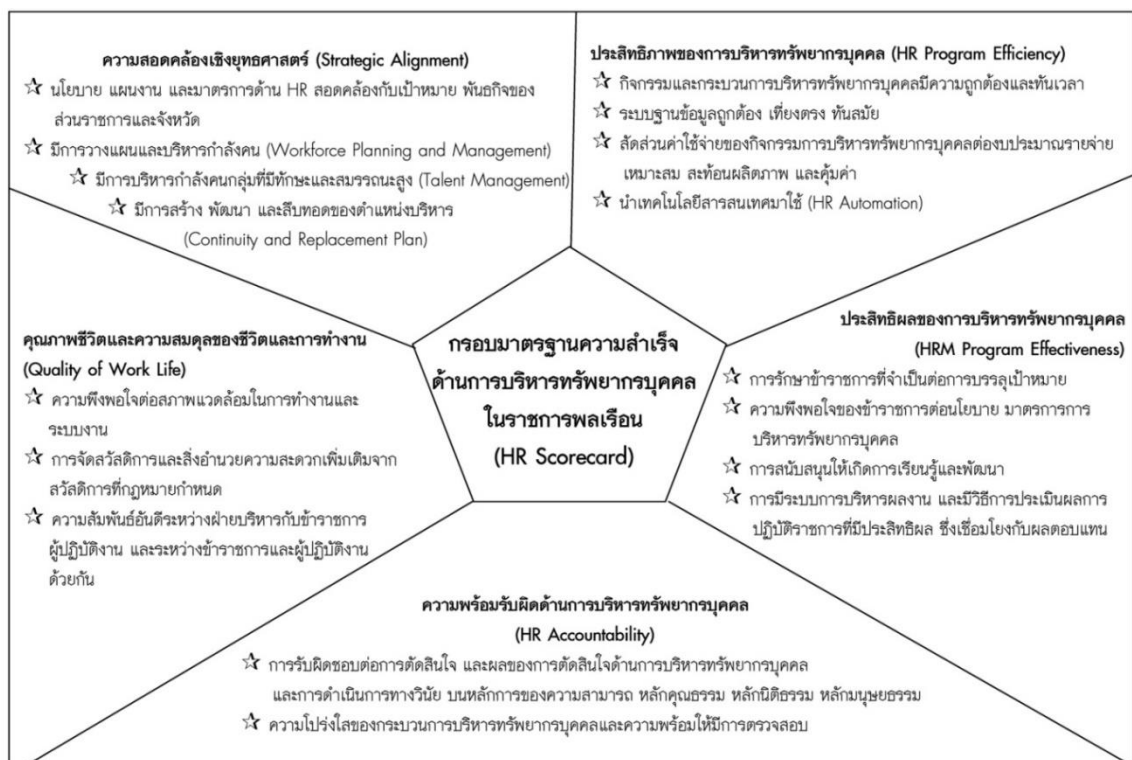 ความสอดคล้องเชิงยุทธศาสตร์ (Strategic Alignment)
☆ นโยบาย แผนงาน และมาตรการด้าน HR สอดคล้องกับเป้าหมาย พันธกิจของ
ส่วนราชการและจังหวัด
☆ มีการวางแผนและบริหารกำลังคน (Workforce Planning and Management)
☆ มีการบริหารกำลังคนกลุ่มที่มีทักษะและสมรรถนะสูง (Talent Management)
☆ มีการสร้าง พัฒนา และสืบทอดของตำแหน่งบริหาร
(Continuity and Replacement Plan)
ประสิทธิภาพของการบริหารทรัพยากรบุคคล (HR Program Efficiency)
☆ กิจกรรมและกระบวนการบริหารทรัพยากรบุคคลมีความถูกต้องและทันเวลา
☆ ระบบฐานข้อมูลถูกต้อง เที่ยงตรง ทันสมัย
☆ สัดส่วนค่าใช้จ่ายของกิจกรรมการบริหารทรัพยากรบุคคลต่องบประมาณรายจ่าย
เหมาะสม สะท้อนผลิตภาพ และคุ้มค่า
☆ นำเทคโนโลยีสารสนเทศมาใช้ (HR Automation)
คุณภาพชีวิตและความสมดุลของชีวิตและการทำงาน
(Quality of Work Life)
☆ ความพึงพอใจต่อสภาพแวดล้อมในการทำงานและ
ระบบงาน
☆ การจัดสวัสดิการและสิ่งอำนวยความสะดวกเพิ่มเติมจาก
สวัสดิการที่กฎหมายกำหนด
☆ ความสัมพันธ์อันดีระหว่างฝ่ายบริหารกับข้าราชการ
ผู้ปฏิบัติงาน และระหว่างข้าราชการและผู้ปฏิบัติงาน
ด้วยกัน
กรอบมาตรฐานความสำเร็จ
ด้านการบริหารทรัพยากรบุคคล
ในราชการพลเรือน
(HR Scorecard)
ประสิทธิผลของการบริหารทรัพยากรบุคคล
(HRM Program Effectiveness)
☆ การรักษาข้าราชการที่จำเป็นต่อการบรรลุเป้าหมาย
☆ ความพึงพอใจของข้าราชการต่อนโยบาย มาตรการการ
บริหารทรัพยากรบุคคล
☆ การสนับสนุนให้เกิดการเรียนรู้และพัฒนา
☆ การมีระบบการบริหารผลงาน และมีวิธีการประเมินผลการ
ปฏิบัติราชการที่มีประสิทธิผล ซึ่งเชื่อมโยงกับผลตอบแทน
ความพร้อมรับผิดด้านการบริหารทรัพยากรบุคคล
(HR Accountability)
☆ การรับผิดชอบต่อการตัดสินใจ และผลของการตัดสินใจด้านการบริหารทรัพยากรบุคคล
และการดำเนินการทางวินัย บนหลักการของความสามารถ หลักคุณธรรม หลักนิติธรรม หลักมนุษยธรรม
☆ ความโปร่งใสของกระบวนการบริหารทรัพยากรบุคคลและความพร้อมให้มีการตรวจสอบ